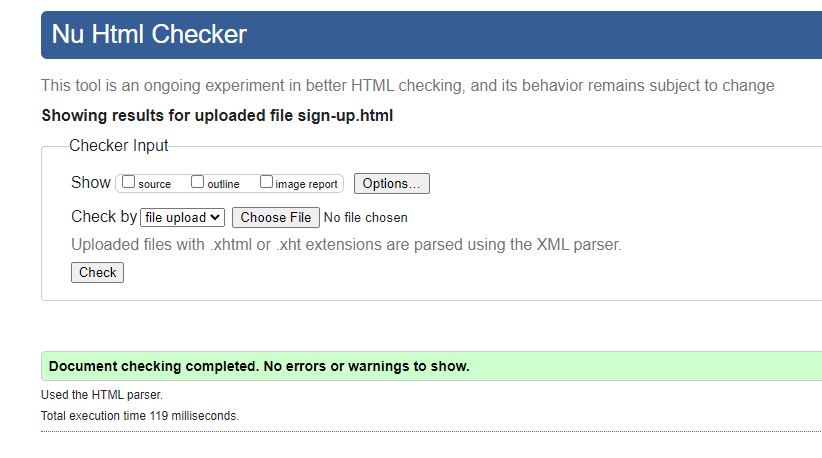 Nu Html Checker
This tool is an ongoing experiment in better HTML checking, and its behavior remains subject to change
Showing results for uploaded file sign-up.html
Checker Input
Show source outline image report Options...
Check by file upload Choose File No file chosen
Uploaded files with .xhtml or .xht extensions are parsed using the XML parser.
Check
Document checking completed. No errors or warnings to show.
Used the HTML parser.
Total execution time 119 milliseconds.